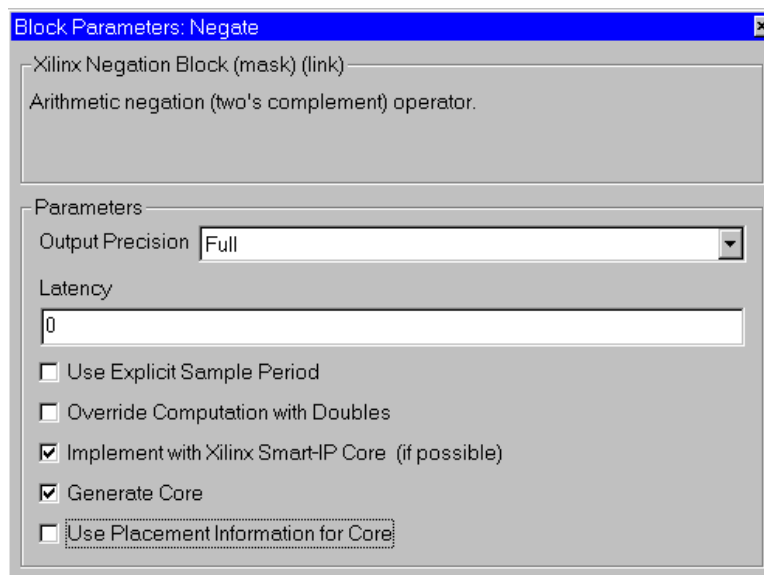 Block Parameters: Negate
Xilinx Negation Block (mask) (link)
Arithmetic negation (two's complement) operator.
Parameters
Output Precision Full
Latency
0
Use Explicit Sample Period
Override Computation with Doubles
Implement with Xilinx Smart-IP Core (if possible)
Generate Core
Use Placement Information for Core